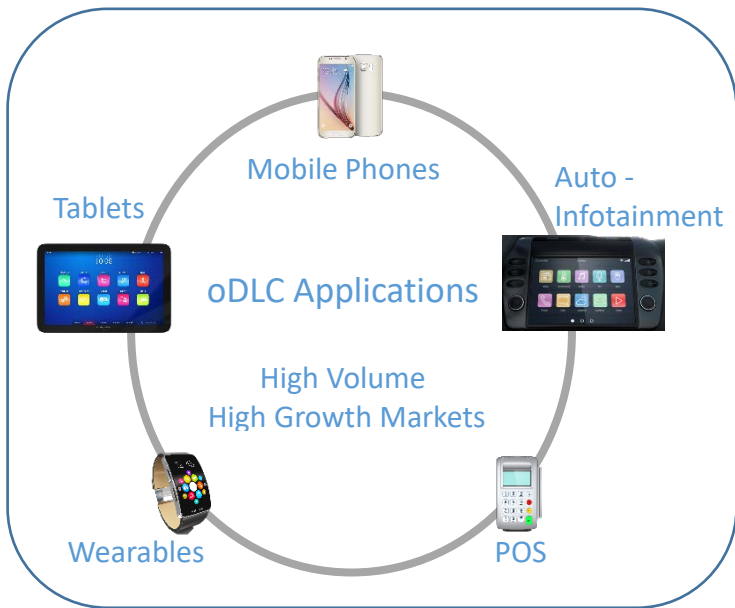 Mobile Phones
Auto -
Infotainment
Tablets
oDLC Applications
High Volume
High Growth Markets
Wearables
POS